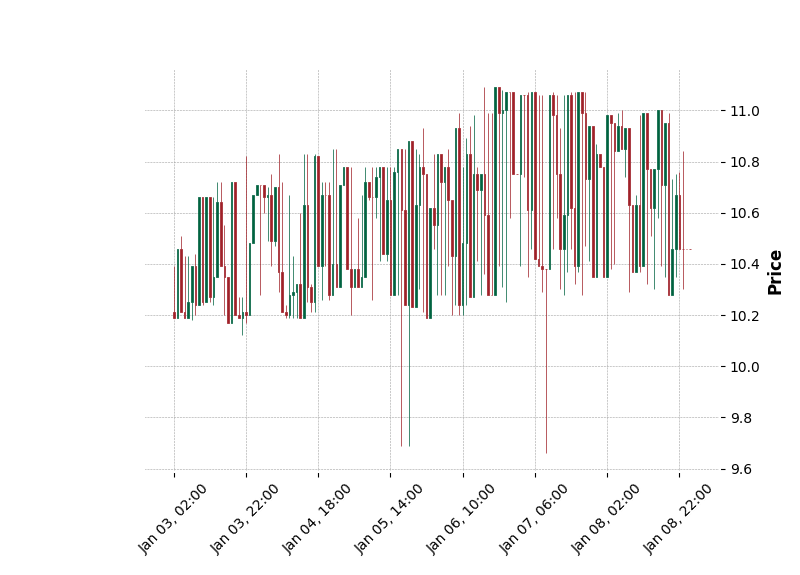 11.0
10.8
10.6
10.4
10.2
10.0
9.8
9.6
Price
Jan 03, 02:00
Jan 03, 22:00
Jan 04, 18:00
Jan 05, 14:00
Jan 06, 10:00
Jan 07, 06:00
Jan 08, 02:00
Jan 08, 22:00